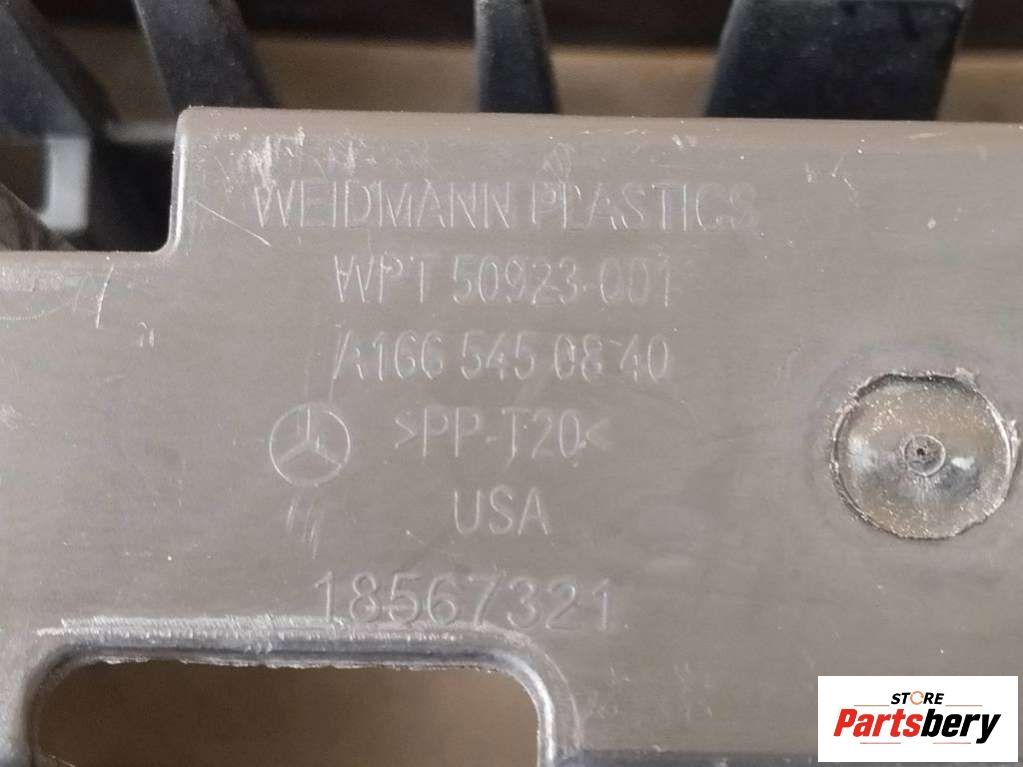 WEIDMANN PLASTICS
WPT 50923-001
A166 545 08 40
>PP-T20<
USA
18567321
STORE
Partsbery